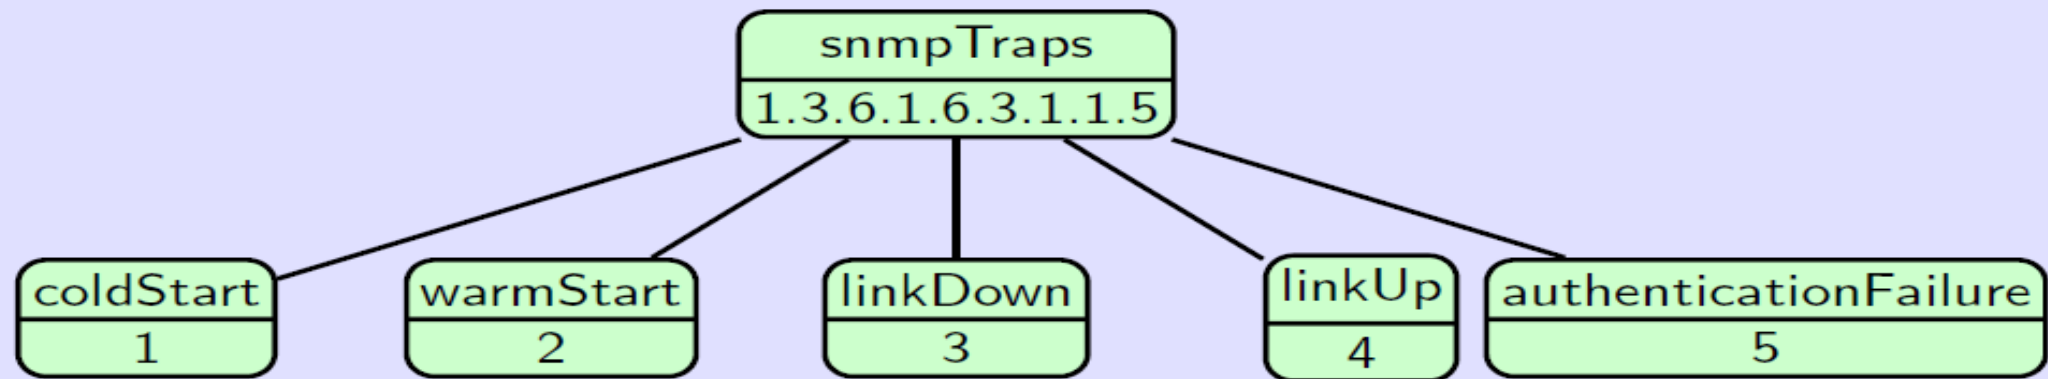 snmpTraps
1.3.6.1.6.3.1.1.5
coldStart
1
warmStart
2
linkDown
3
linkUp
4
authenticationFailure
5